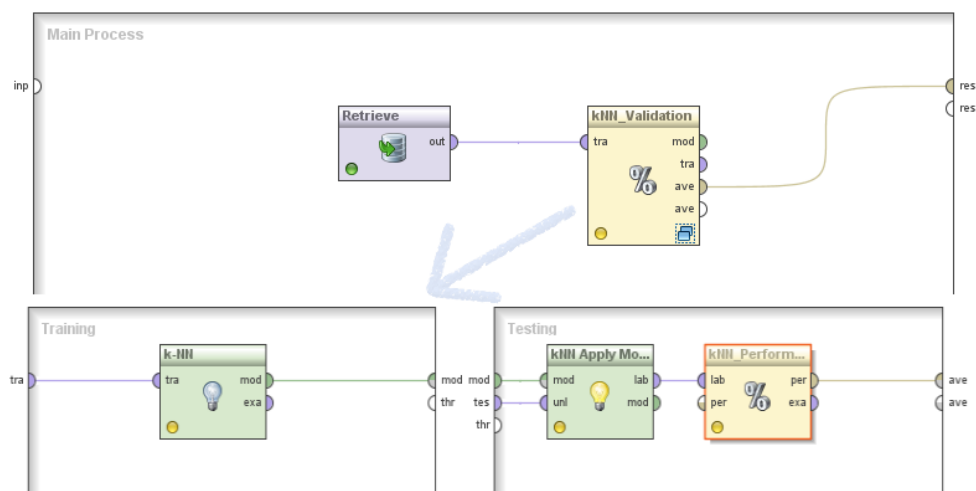 Main Process
inp
res
res
Retrieve
out
kNN_Validation
tra
mod
tra
ave
ave
Training
tra
k-NN
tra
mod
exa
mod
thr
Testing
mod
tes
thr
kNN Apply Mo...
mod
lab
unl
mod
kNN_Perform...
lab
per
per
exa
ave
ave